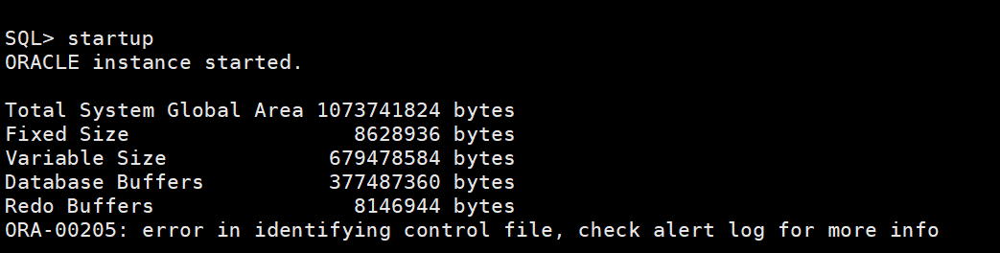 SQL> startup
ORACLE instance started.
Total System Global Area 1073741824 bytes
Fixed Size                  8628936 bytes
Variable Size             679478584 bytes
Database Buffers          377487360 bytes
Redo Buffers                8146944 bytes
ORA-00205: error in identifying control file, check alert log for more info